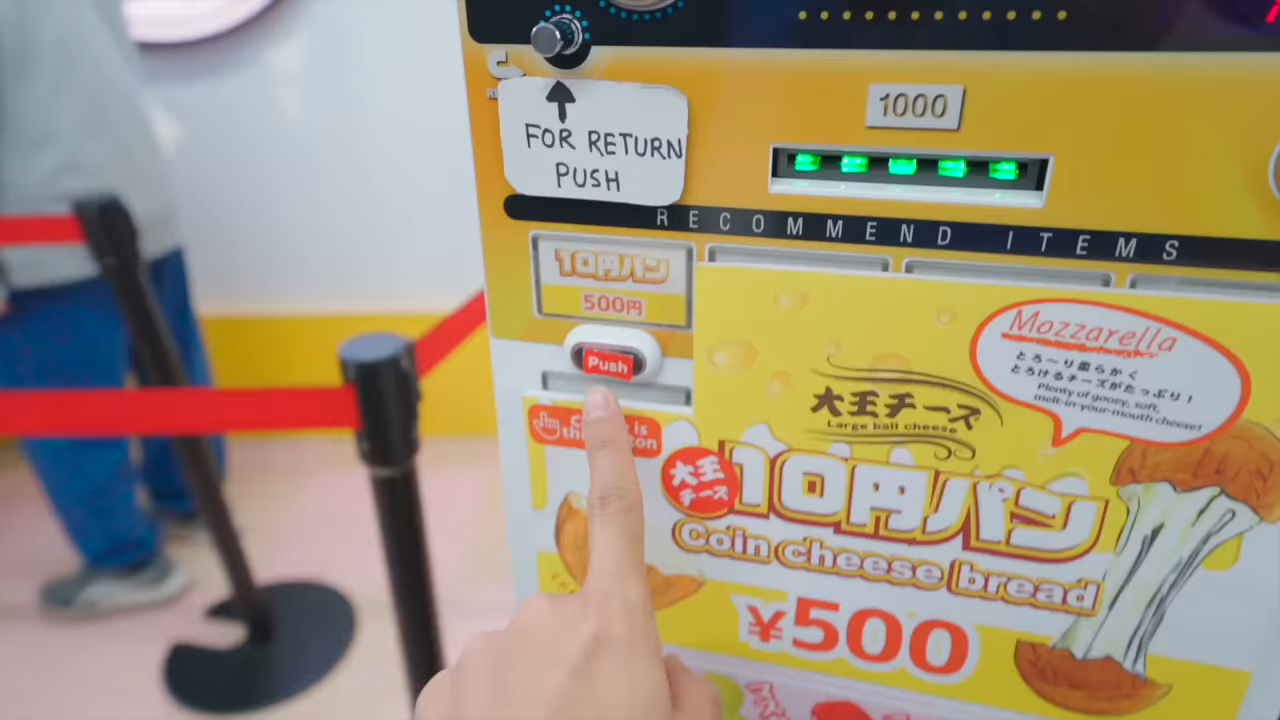 FOR RETURN
PUSH
1000
RECOMMEND ITEMS
10円パン
500円
Push
Mozzarella
とろ～り柔らかく
とろけるチーズがたっぷり!
Plenty of gooey, soft,
melt-in-your-mouth cheese!
大王チーズ
Large ball cheese
大王
チーズ
10円パン
Coin cheese bread
¥500